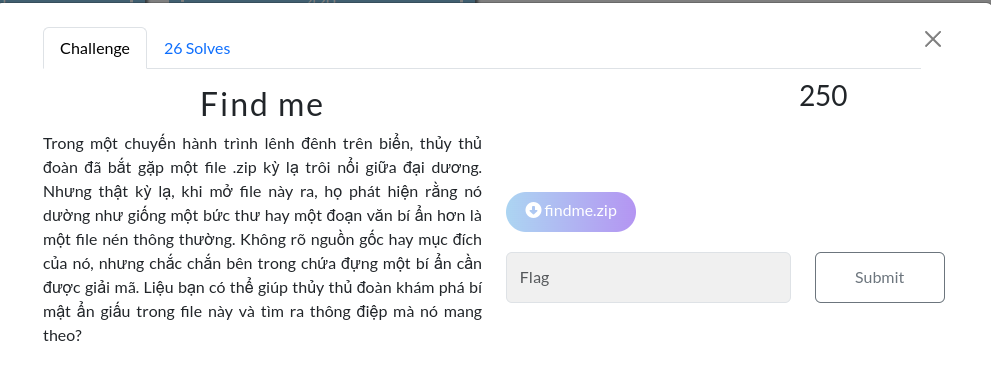 Challenge
26 Solves
Find me
250
Trong một chuyến hành trình lênh đênh trên biển, thủy thủ
đoàn đã bắt gặp một file .zip kỳ lạ trôi nổi giữa đại dương.
Nhưng thật kỳ lạ, khi mở file này ra, họ phát hiện rằng nó
dường như giống một bức thư hay một đoạn văn bí ẩn hơn là
một file nén thông thường. Không rõ nguồn gốc hay mục đích
của nó, nhưng chắc chắn bên trong chứa đựng một bí ẩn cần
được giải mã. Liệu bạn có thể giúp thủy thủ đoàn khám phá bí
mật ẩn giấu trong file này và tìm ra thông điệp mà nó mang
theo?
findme.zip
Flag
Submit